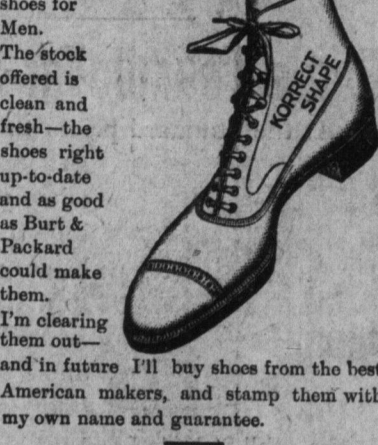 shoes for
Men.
The stock
offered is
clean and
fresh—the
shoes right
up-to-date
and as good
as Burt &
Packard
could make
them.
I'm clearing
them out—
and in future I'll buy shoes from the best
American makers, and stamp them with
my own name and guarantee.
KORRECT
SHAPE